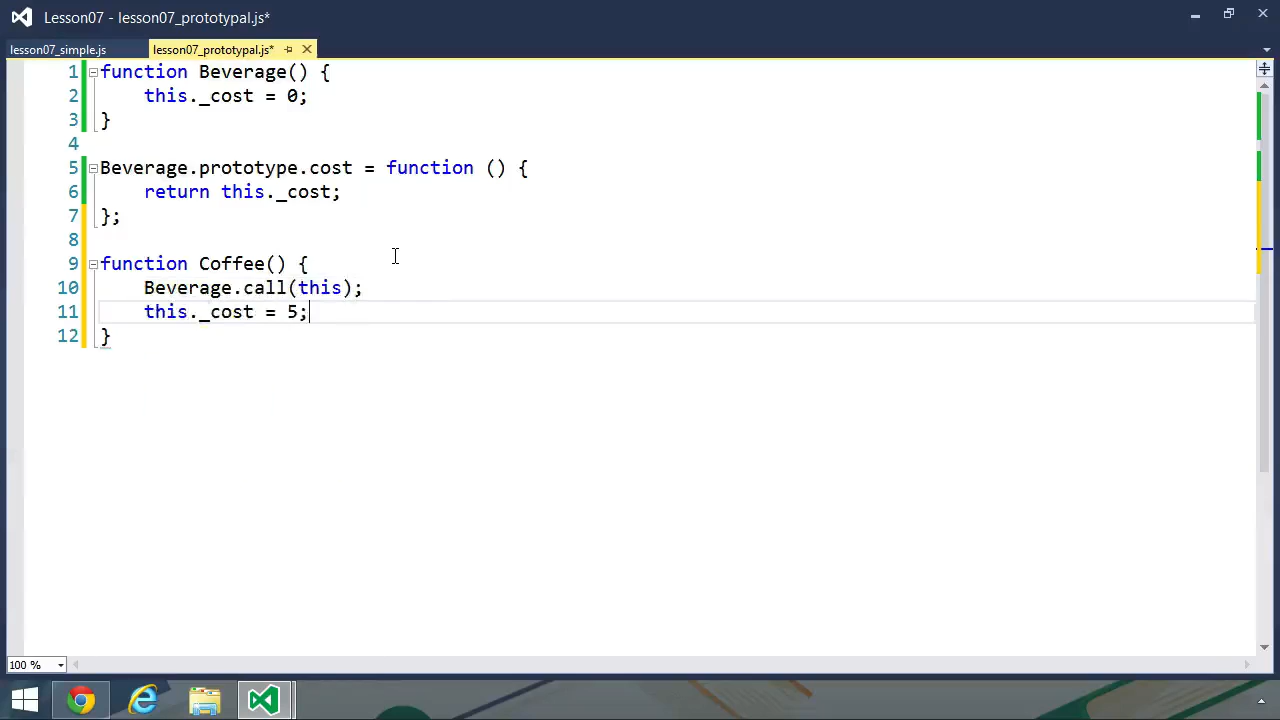 Lesson07 - lesson07_prototypal.js*
lesson07_simple.js
lesson07_prototypal.js*
1 function Beverage() {
2     this._cost = 0;
3 }
4
5 Beverage.prototype.cost = function () {
6     return this._cost;
7 };
8
9 function Coffee() {
10     Beverage.call(this);
11     this._cost = 5;
12 }
100 %